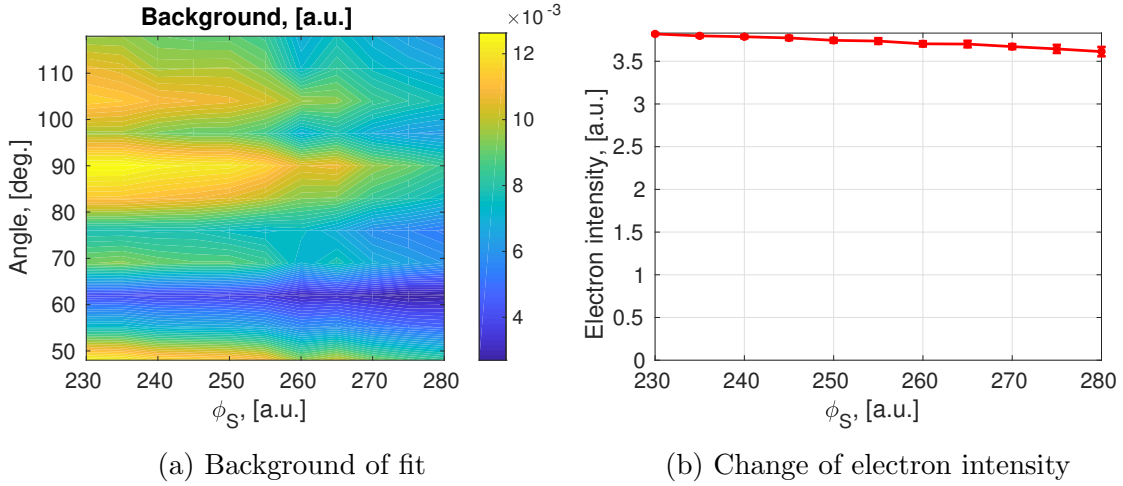 Background, [a.u.]
×10⁻³
110
100
90
80
70
60
50
Angle, [deg.]
230 240 250 260 270 280
ϕ_S, [a.u.]
12
10
8
6
4
(a) Background of fit
3.5
3
2.5
2
1.5
1
0.5
0
Electron intensity, [a.u.]
230 240 250 260 270 280
ϕ_S, [a.u.]
(b) Change of electron intensity